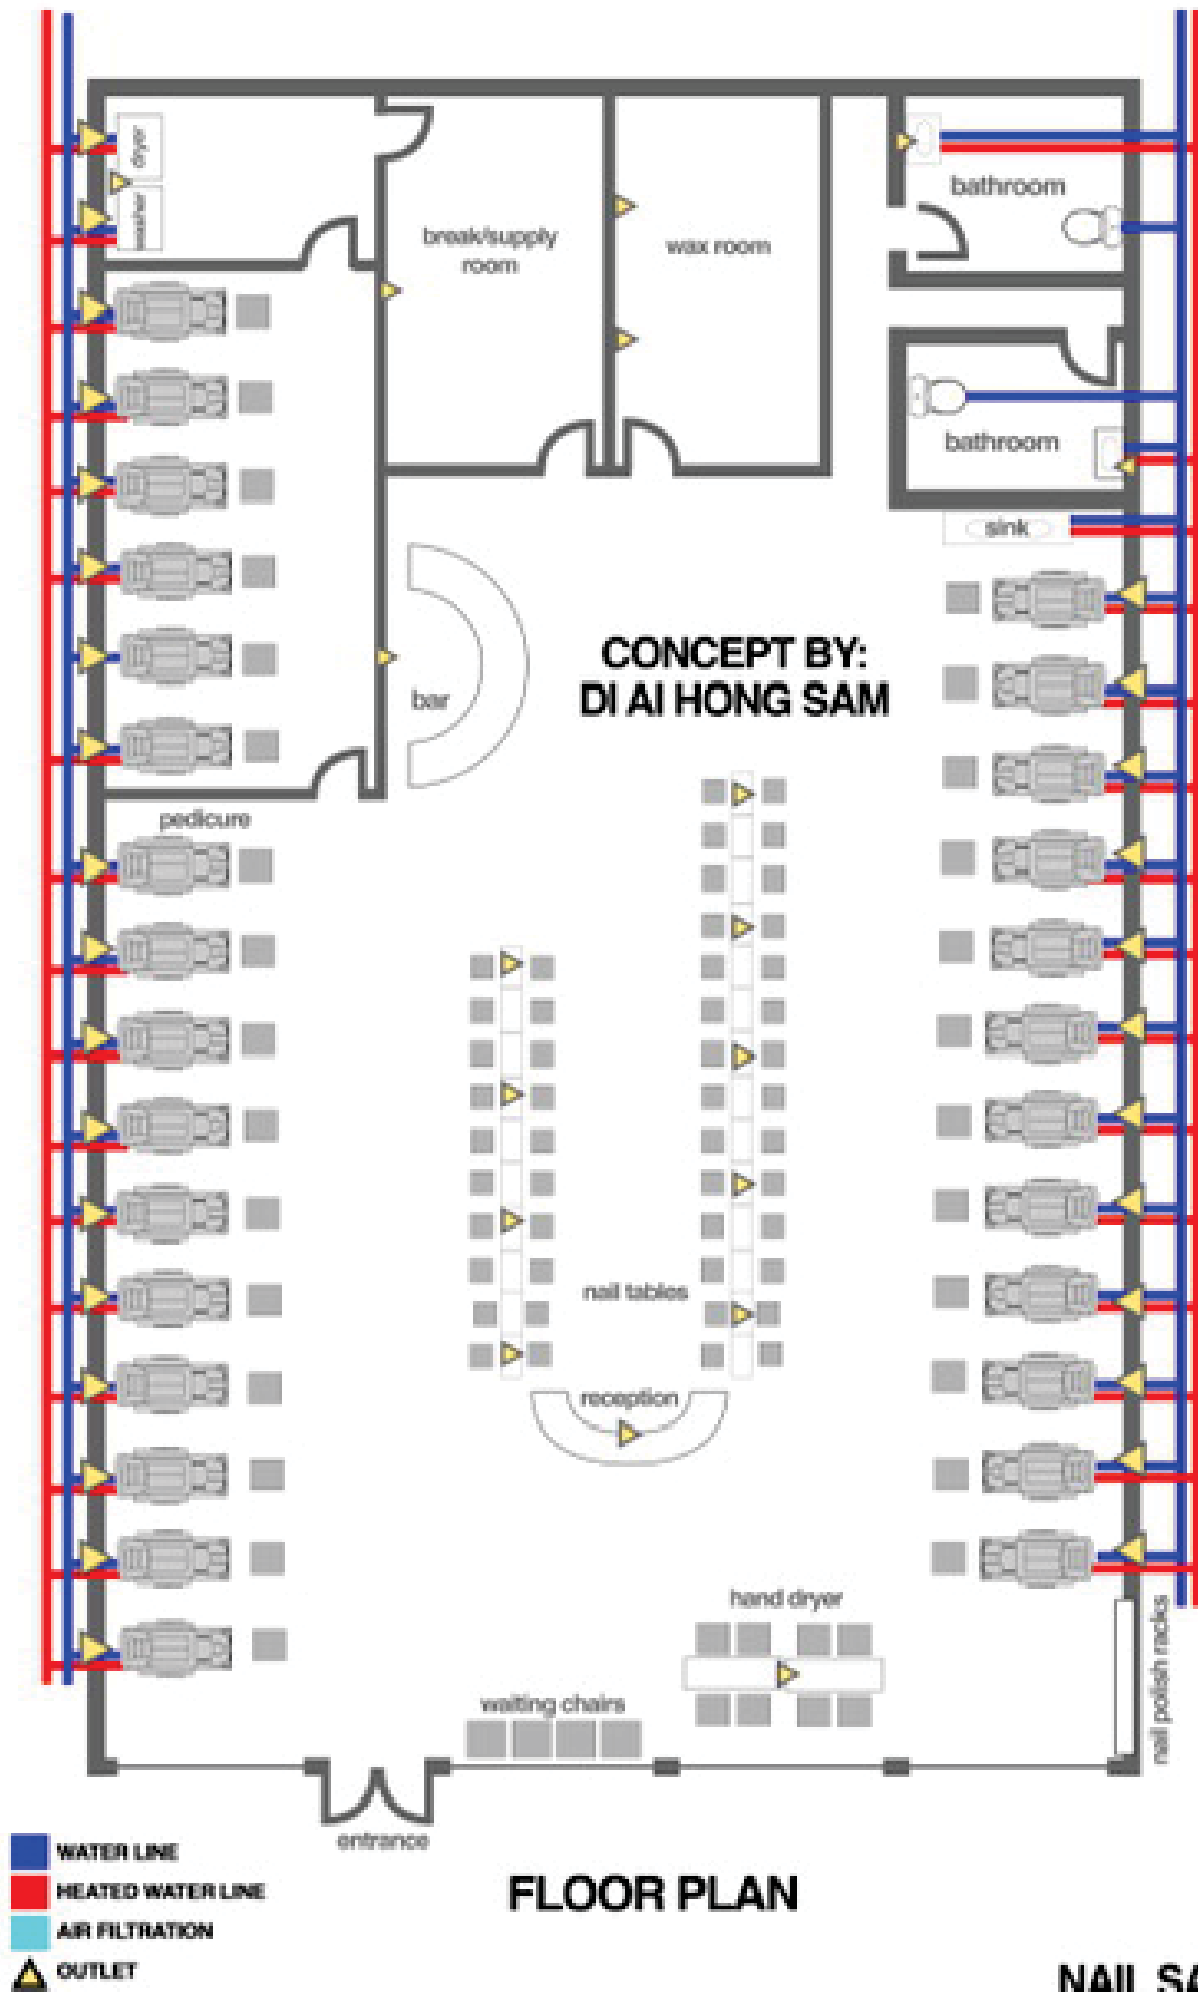 dryer
washer
break/supply
room
wax room
bathroom
bathroom
sink
CONCEPT BY:
DI AI HONG SAM
bar
pedicure
nail tables
reception
hand dryer
waiting chairs
nail polish racks
entrance
WATER LINE
HEATED WATER LINE
AIR FILTRATION
OUTLET
FLOOR PLAN
NAIL SA